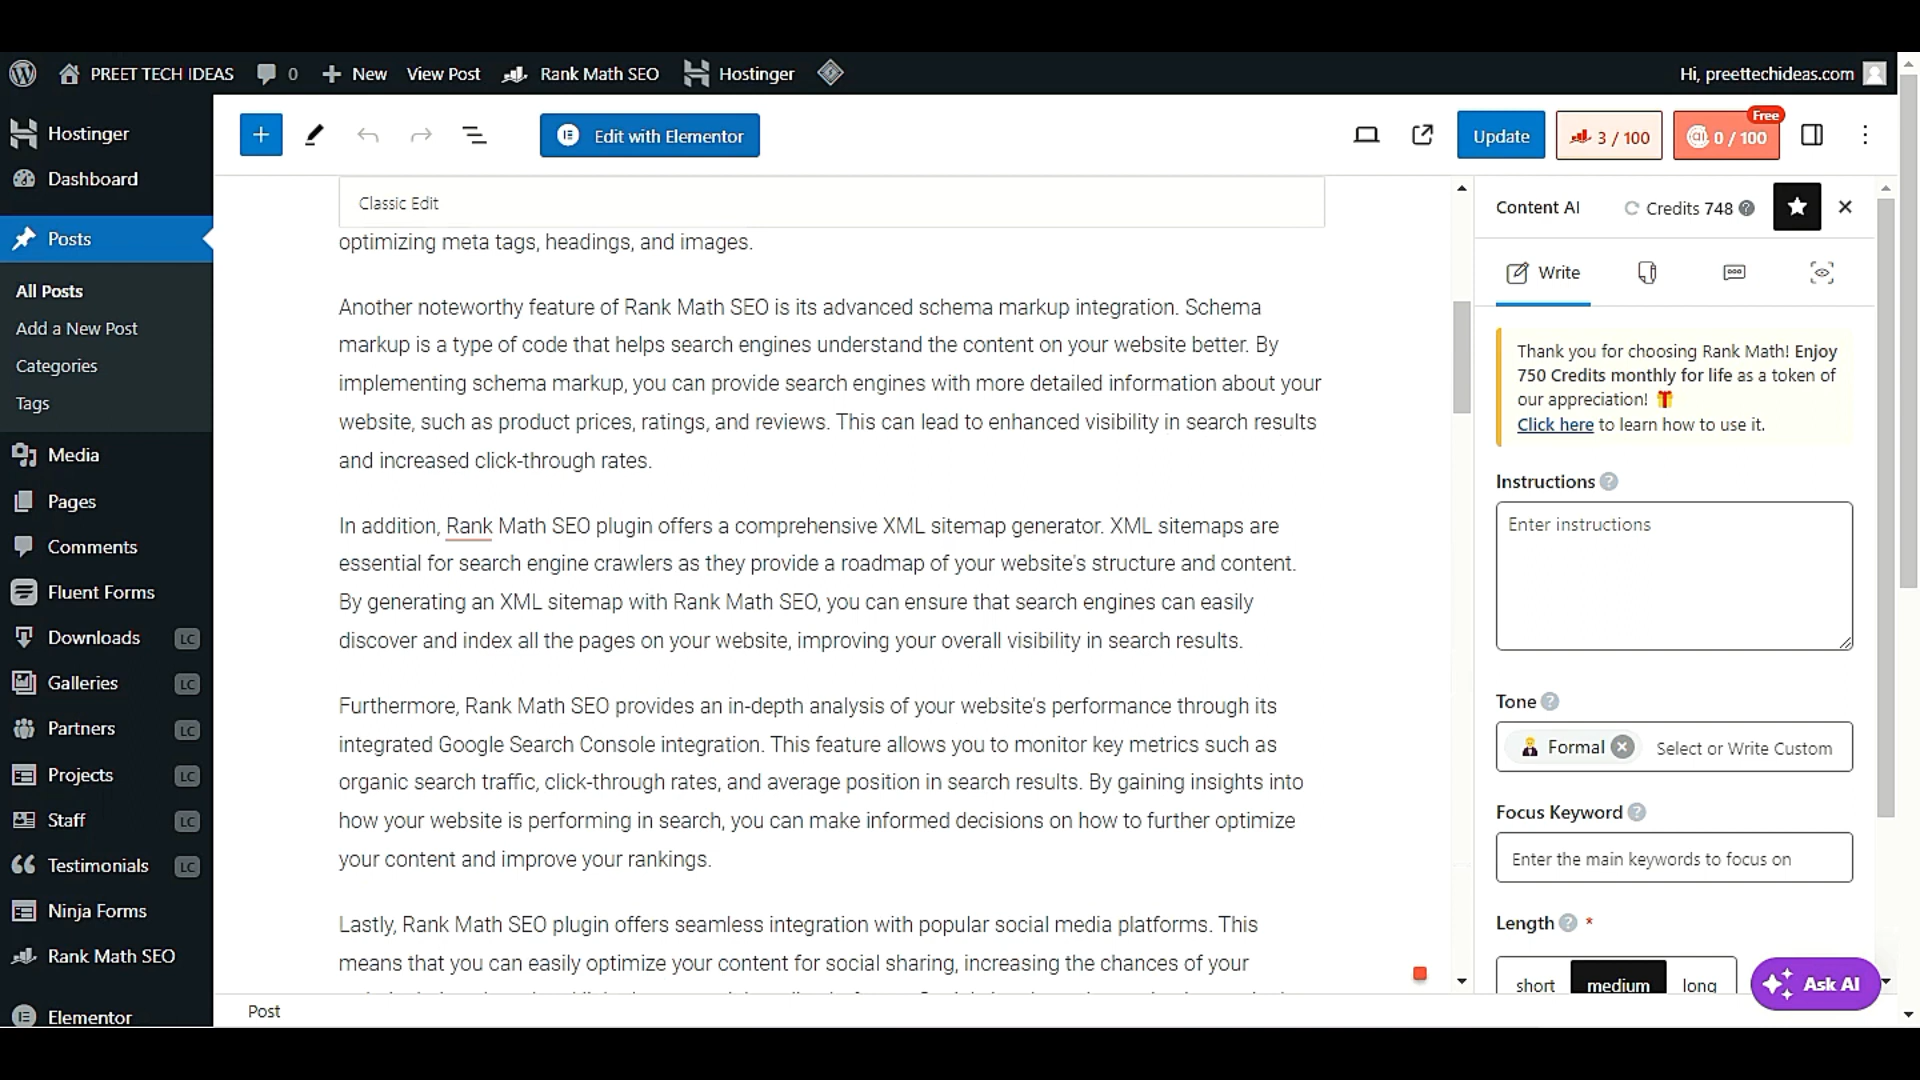 PREET TECH IDEAS 0 New View Post Rank Math SEO Hostinger Hi, preettechideas.com
Hostinger
Dashboard
Posts
All Posts
Add a New Post
Categories
Tags
Media
Pages
Comments
Fluent Forms
Downloads LC
Galleries LC
Partners LC
Projects LC
Staff LC
Testimonials LC
Ninja Forms
Rank Math SEO
Elementor
Edit with Elementor
Update
3 / 100
Free
0 / 100
Classic Edit
optimizing meta tags, headings, and images.
Another noteworthy feature of Rank Math SEO is its advanced schema markup integration. Schema
markup is a type of code that helps search engines understand the content on your website better. By
implementing schema markup, you can provide search engines with more detailed information about your
website, such as product prices, ratings, and reviews. This can lead to enhanced visibility in search results
and increased click-through rates.
In addition, Rank Math SEO plugin offers a comprehensive XML sitemap generator. XML sitemaps are
essential for search engine crawlers as they provide a roadmap of your website's structure and content.
By generating an XML sitemap with Rank Math SEO, you can ensure that search engines can easily
discover and index all the pages on your website, improving your overall visibility in search results.
Furthermore, Rank Math SEO provides an in-depth analysis of your website's performance through its
integrated Google Search Console integration. This feature allows you to monitor key metrics such as
organic search traffic, click-through rates, and average position in search results. By gaining insights into
how your website is performing in search, you can make informed decisions on how to further optimize
your content and improve your rankings.
Lastly, Rank Math SEO plugin offers seamless integration with popular social media platforms. This
means that you can easily optimize your content for social sharing, increasing the chances of your
Post
Content AI Credits 748 ?
Write
Thank you for choosing Rank Math! Enjoy
750 Credits monthly for life as a token of
our appreciation!
Click here to learn how to use it.
Instructions ?
Enter instructions
Tone ?
Formal Select or Write Custom
Focus Keyword ?
Enter the main keywords to focus on
Length ? *
short medium long
Ask AI